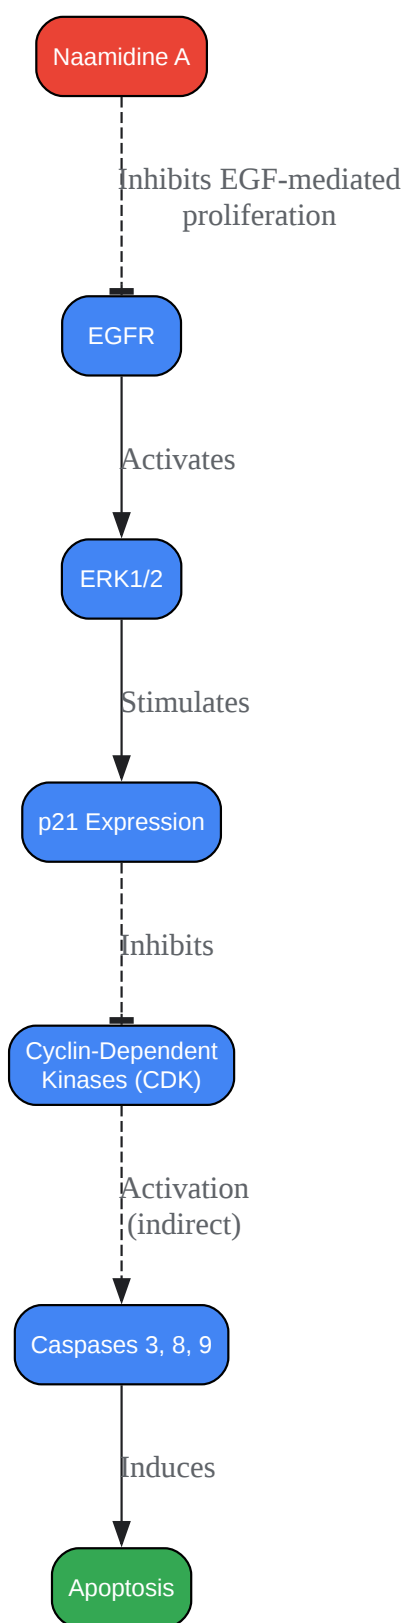 Naamidine A
Inhibits EGF-mediated
proliferation
EGFR
Activates
ERK1/2
Stimulates
p21 Expression
Inhibits
Cyclin-Dependent
Kinases (CDK)
Activation
(indirect)
Caspases 3, 8, 9
Induces
Apoptosis